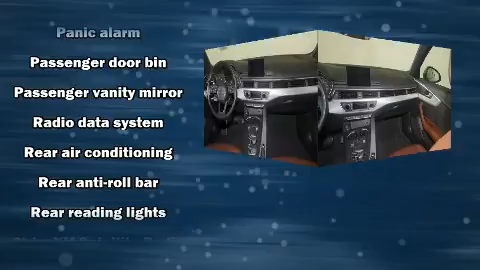 Panic alarm
Passenger door bin
Passenger vanity mirror
Radio data system
Rear air conditioning
Rear anti-roll bar
Rear reading lights